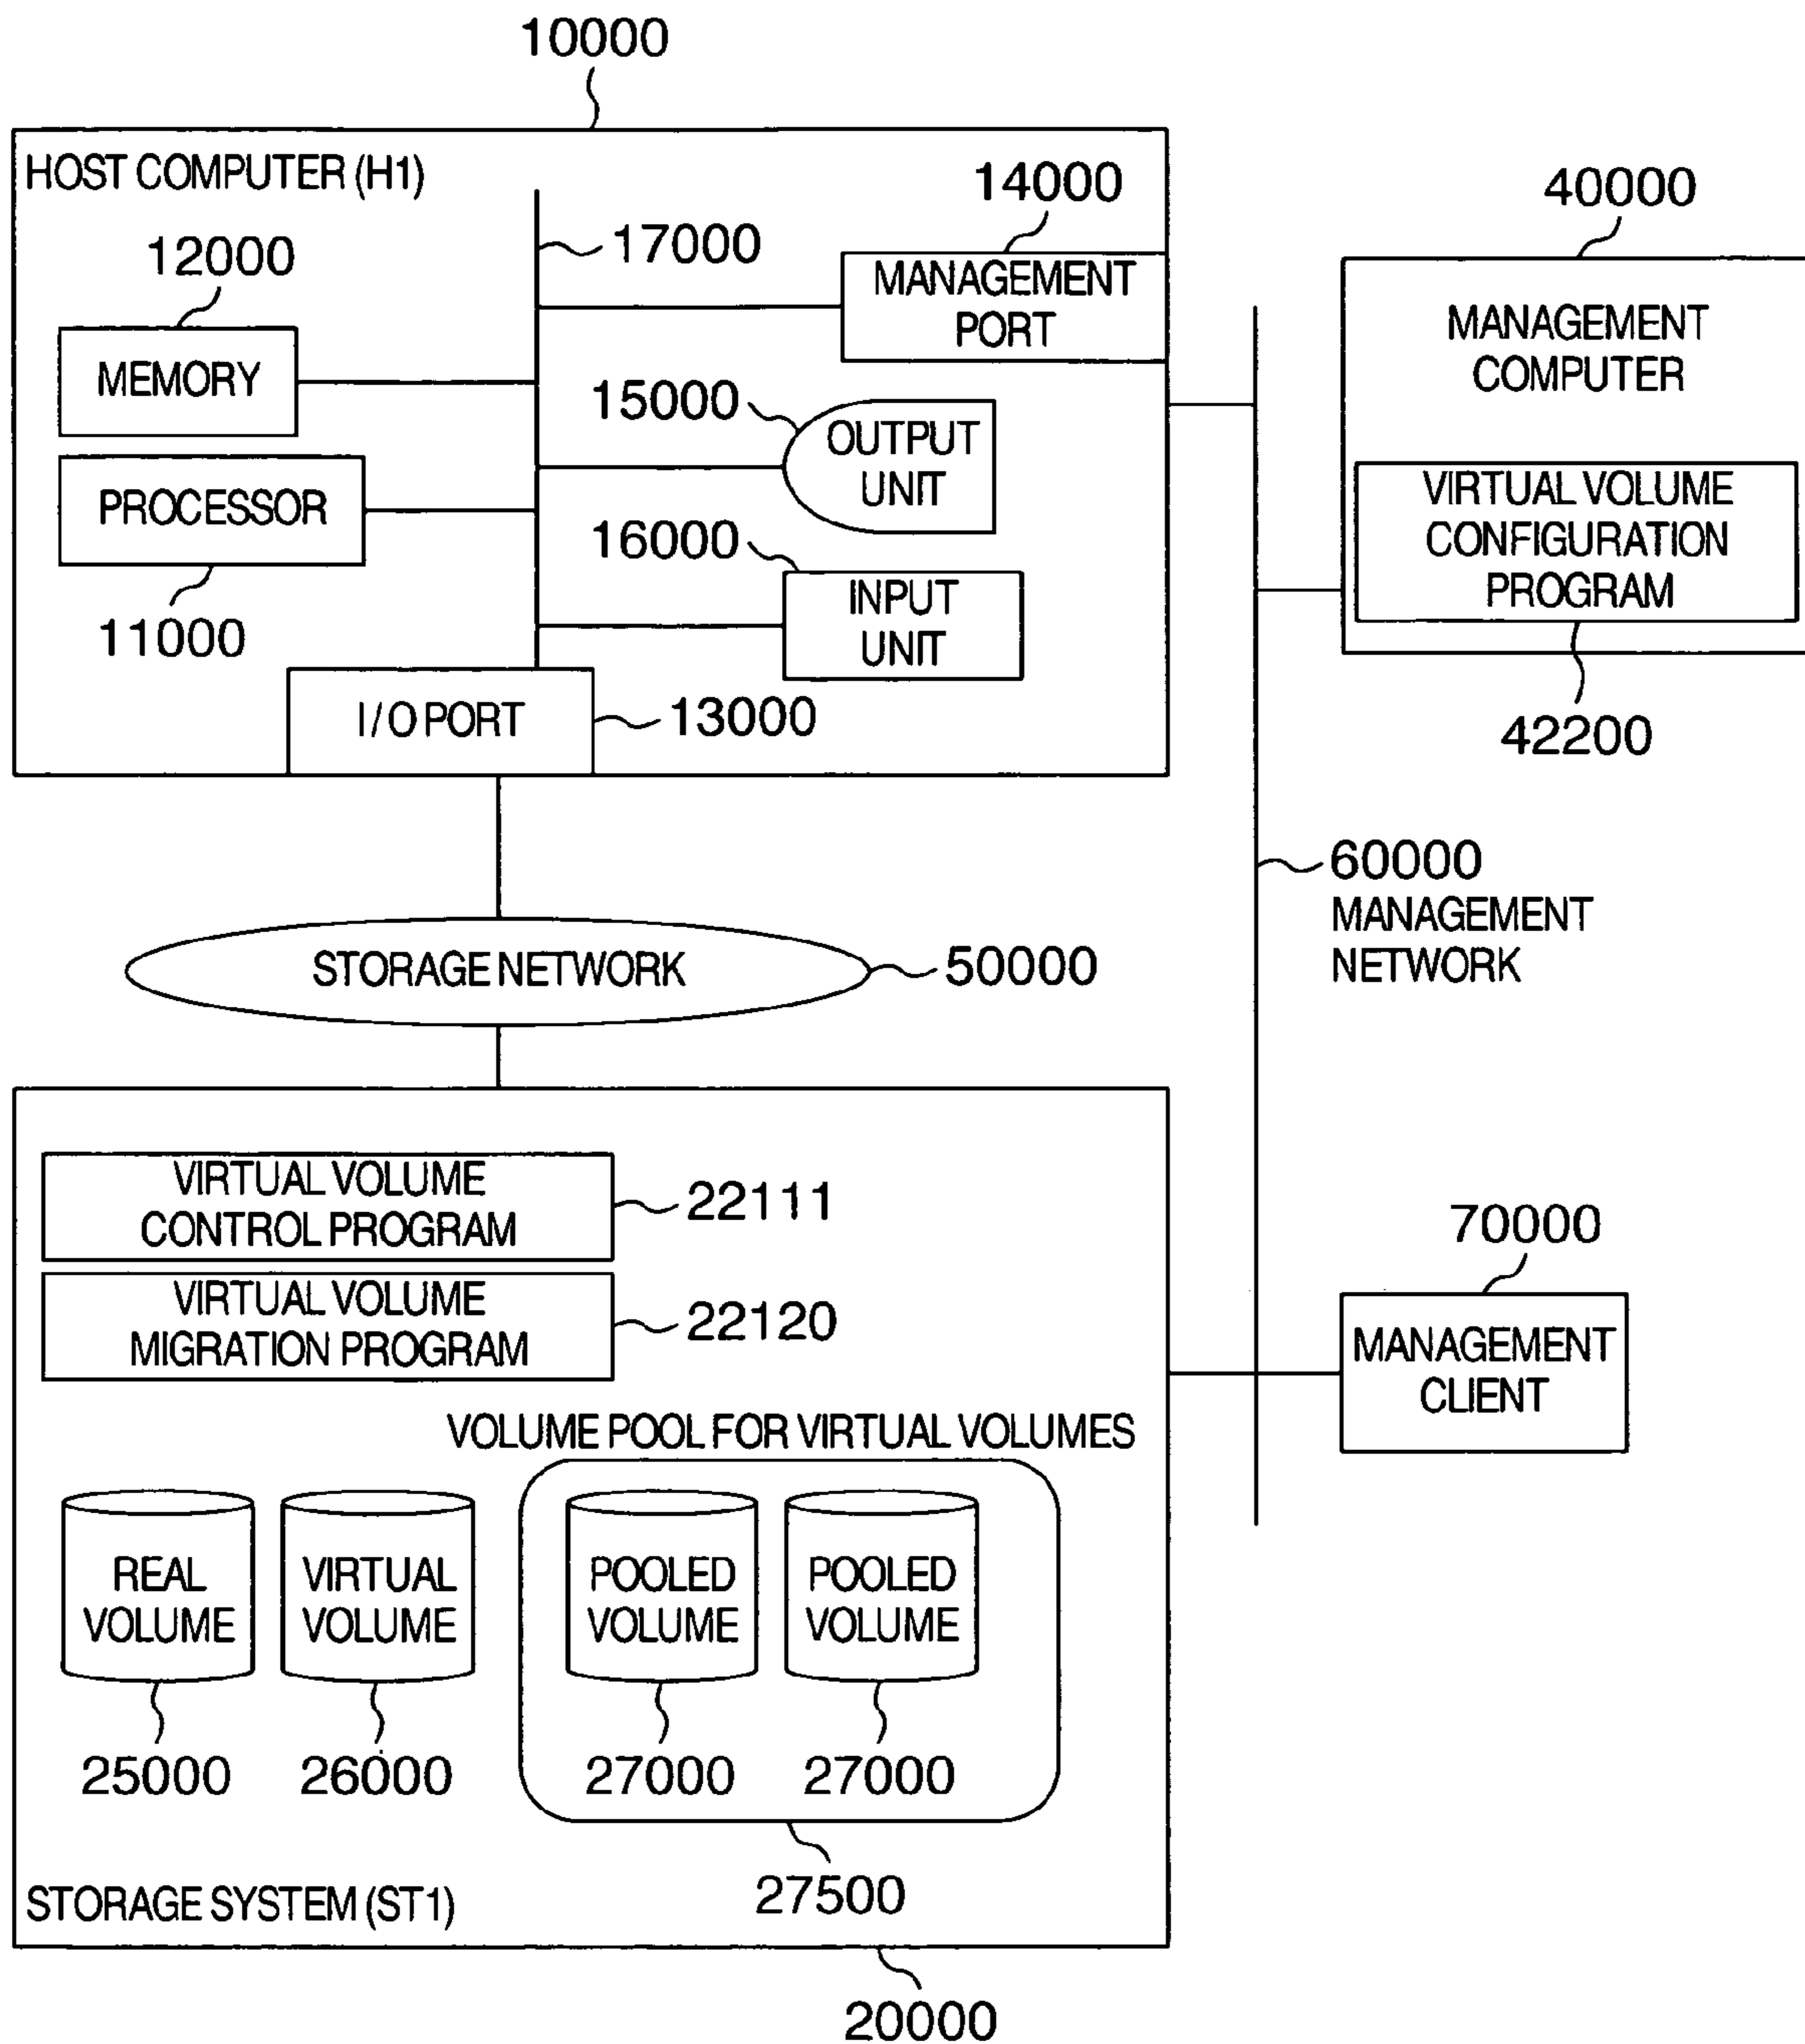 10000
HOST COMPUTER (H1)
14000
40000
12000
17000
MANAGEMENT
PORT
MANAGEMENT
COMPUTER
MEMORY
15000
OUTPUT
UNIT
VIRTUAL VOLUME
CONFIGURATION
PROGRAM
PROCESSOR
16000
INPUT
UNIT
11000
I/O PORT
13000
42200
60000
MANAGEMENT
NETWORK
STORAGE NETWORK
50000
VIRTUAL VOLUME
CONTROL PROGRAM
22111
70000
VIRTUAL VOLUME
MIGRATION PROGRAM
22120
MANAGEMENT
CLIENT
VOLUME POOL FOR VIRTUAL VOLUMES
REAL
VOLUME
VIRTUAL
VOLUME
POOLED
VOLUME
POOLED
VOLUME
25000
26000
27000
27000
27500
STORAGE SYSTEM (ST1)
20000